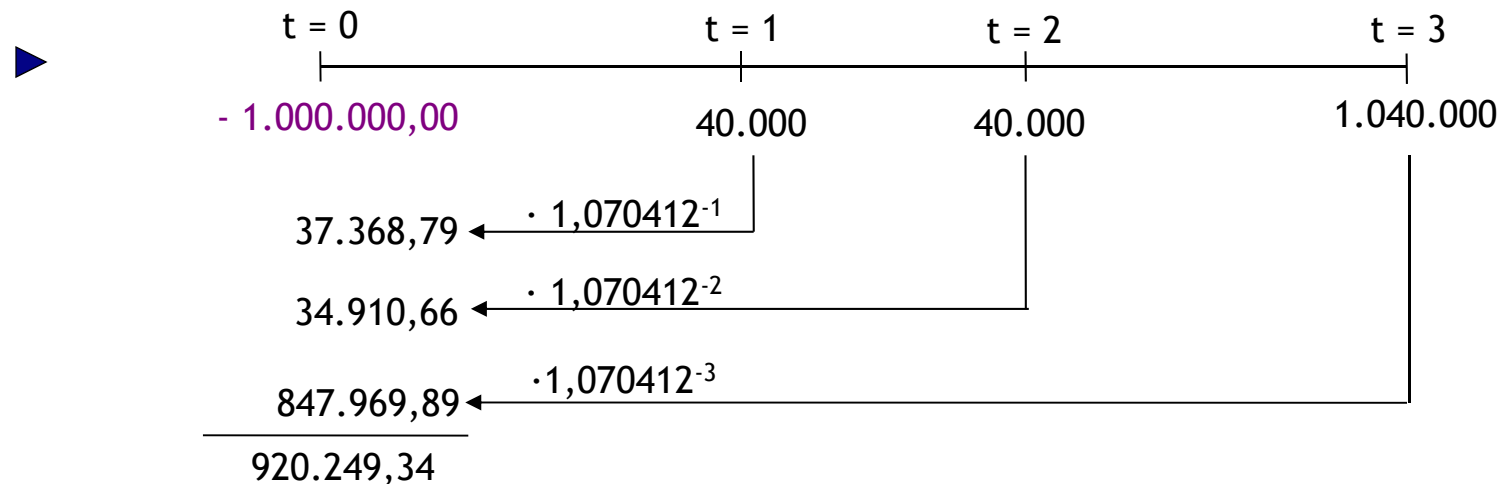 t = 0 t = 1 t = 2 t = 3
- 1.000.000,00 40.000 40.000 1.040.000
37.368,79 · 1,070412-1
34.910,66 · 1,070412-2
847.969,89 ·1,070412-3
920.249,34